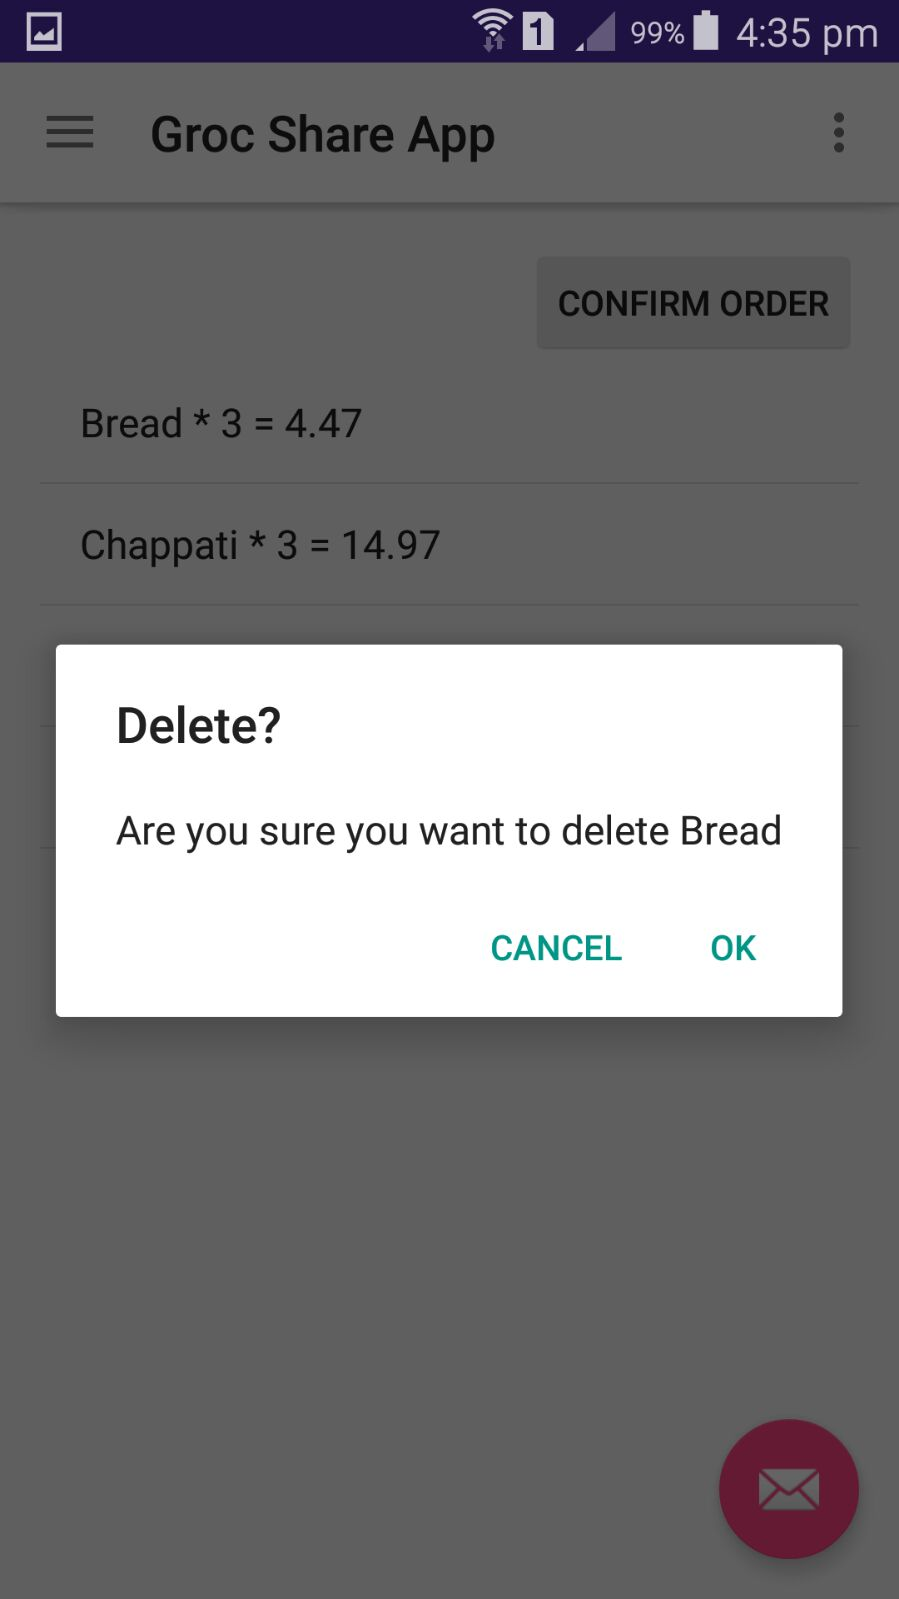 1 99% 4:35 pm
Groc Share App
CONFIRM ORDER
Bread * 3 = 4.47
Chappati * 3 = 14.97
Delete?
Are you sure you want to delete Bread
CANCEL OK